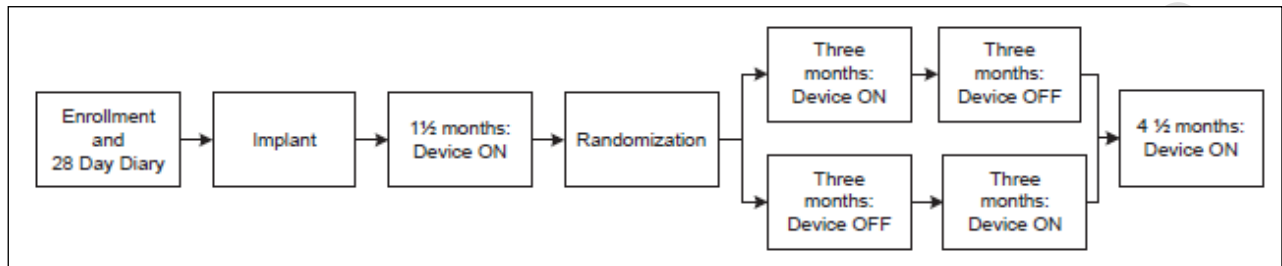 Enrollment
and
28 Day Diary
Implant
1½ months:
Device ON
Randomization
Three
months:
Device ON
Three
months:
Device OFF
Three
months:
Device OFF
Three
months:
Device ON
4 ½ months:
Device ON